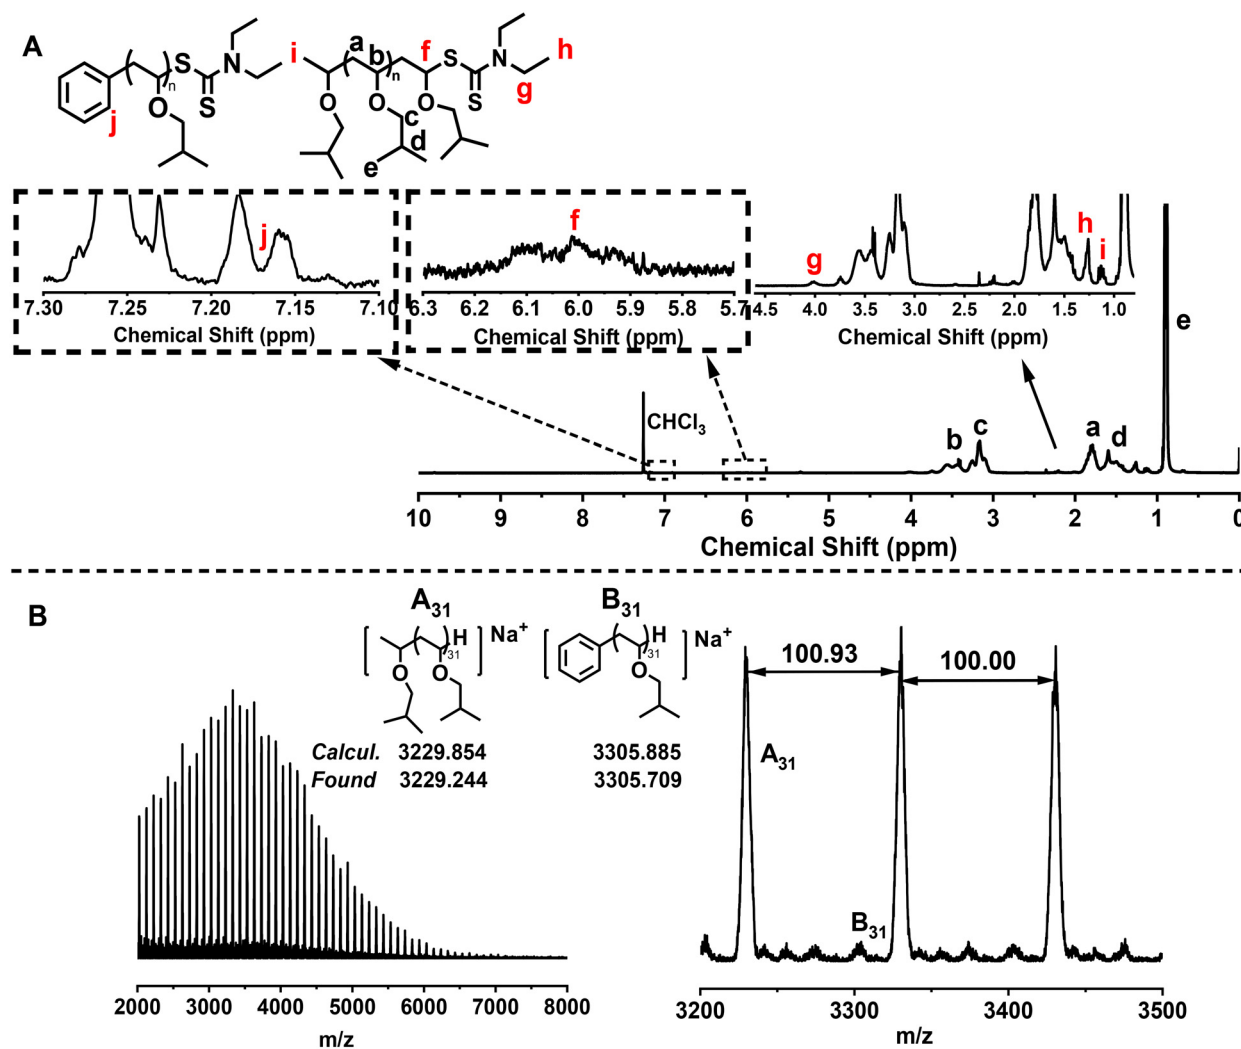 A
j
n
S
S
N
O
i
a
b
n
f
S
S
N
h
g
O
O
O
c
d
e
j
7.30 7.25 7.20 7.15 7.10
Chemical Shift (ppm)
f
6.3 6.2 6.1 6.0 5.9 5.8 5.7
Chemical Shift (ppm)
g
h
i
4.5 4.0 3.5 3.0 2.5 2.0 1.5 1.0
Chemical Shift (ppm)
e
CHCl3
b
c
a
d
10 9 8 7 6 5 4 3 2 1 0
Chemical Shift (ppm)
B
A31
H
31
Na+
O
O
B31
H
31
Na+
O
Calcul. 3229.854 3305.885
Found 3229.244 3305.709
2000 3000 4000 5000 6000 7000 8000
m/z
100.93
100.00
A31
B31
3200 3300 3400 3500
m/z